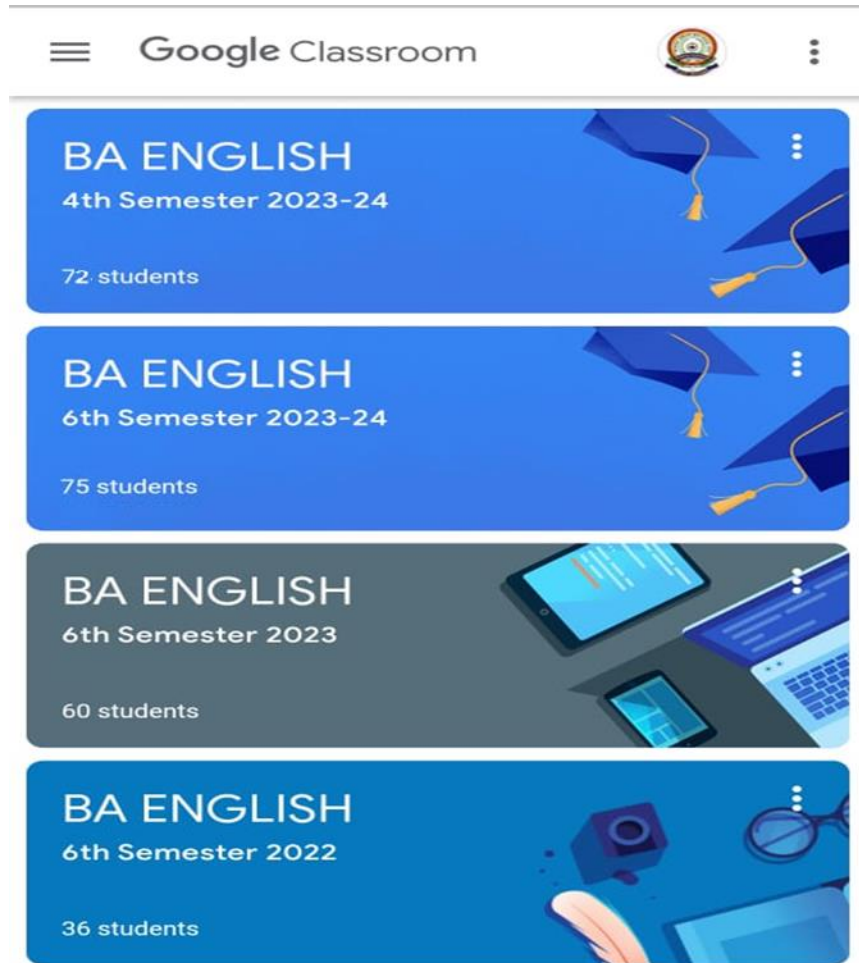 Google Classroom
BA ENGLISH
4th Semester 2023-24
72 students
BA ENGLISH
6th Semester 2023-24
75 students
BA ENGLISH
6th Semester 2023
60 students
BA ENGLISH
6th Semester 2022
36 students